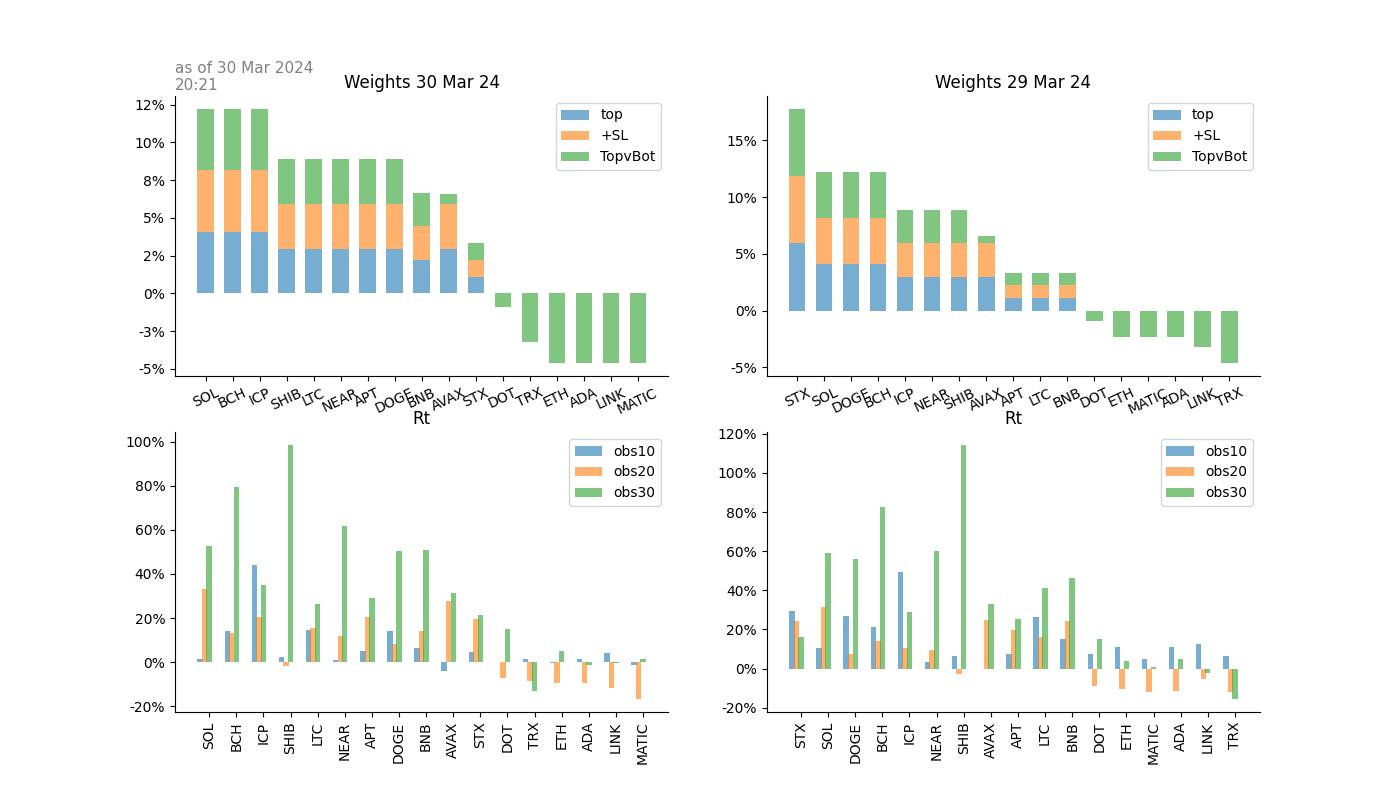 as of 30 Mar 2024
20:21
Weights 30 Mar 24
12%
10%
8%
5%
2%
0%
-3%
-5%
top
+SL
TopvBot
SOL BCH ICP SHIB LTC NEAR APT DOGE BNB AVAX STX DOT TRX ETH ADA LINK MATIC
Weights 29 Mar 24
15%
10%
5%
0%
-5%
top
+SL
TopvBot
STX SOL DOGE BCH ICP NEAR SHIB AVAX APT LTC BNB DOT ETH MATIC ADA LINK TRX
Rt
100%
80%
60%
40%
20%
0%
-20%
obs10
obs20
obs30
SOL BCH ICP SHIB LTC NEAR APT DOGE BNB AVAX STX DOT TRX ETH ADA LINK MATIC
Rt
120%
100%
80%
60%
40%
20%
0%
-20%
obs10
obs20
obs30
STX SOL DOGE BCH ICP NEAR SHIB AVAX APT LTC BNB DOT ETH MATIC ADA LINK TRX